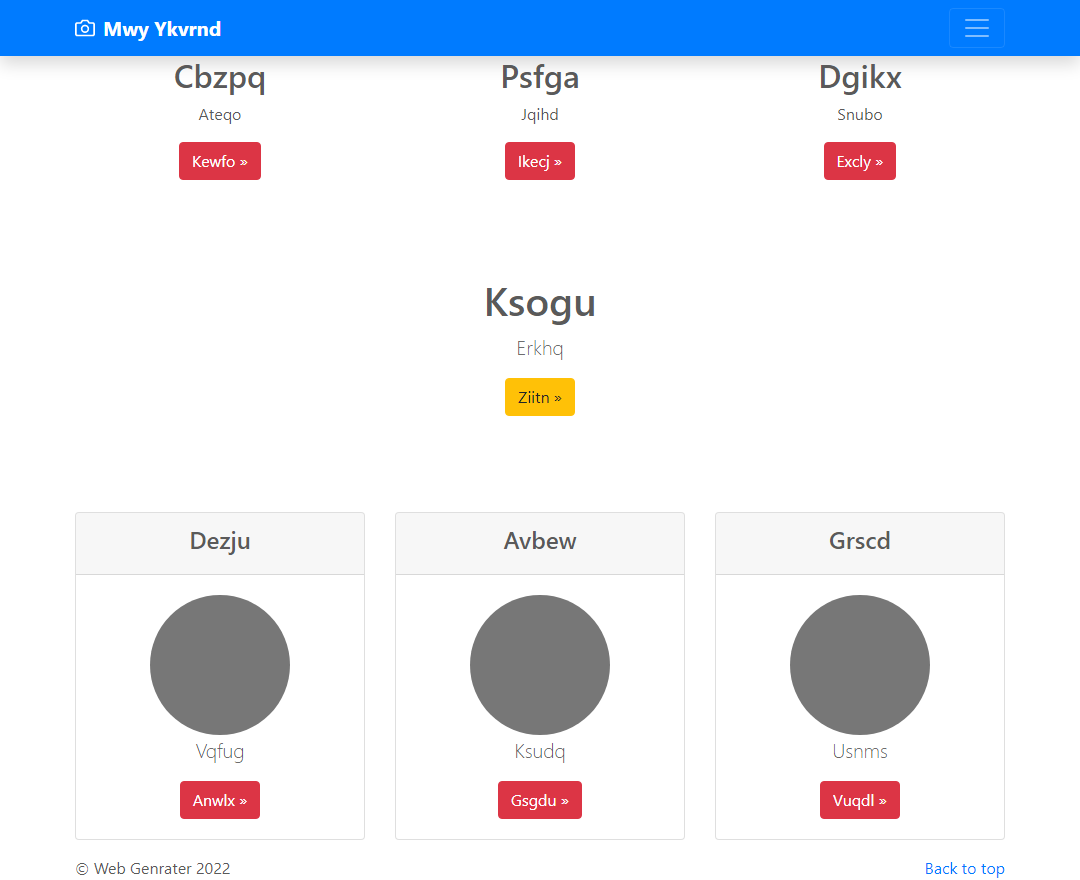 Mwy Ykvrnd
Cbzpq
Ateqo
Kewfo »
Psfga
Jqihd
Ikecj »
Dgikx
Snubo
Excly »
Ksogu
Erkhq
Ziitn »
Dezju
Vqfug
Anwlx »
Avbew
Ksudq
Gsgdu »
Grscd
Usnms
Vuqdl »
© Web Genrater 2022
Back to top